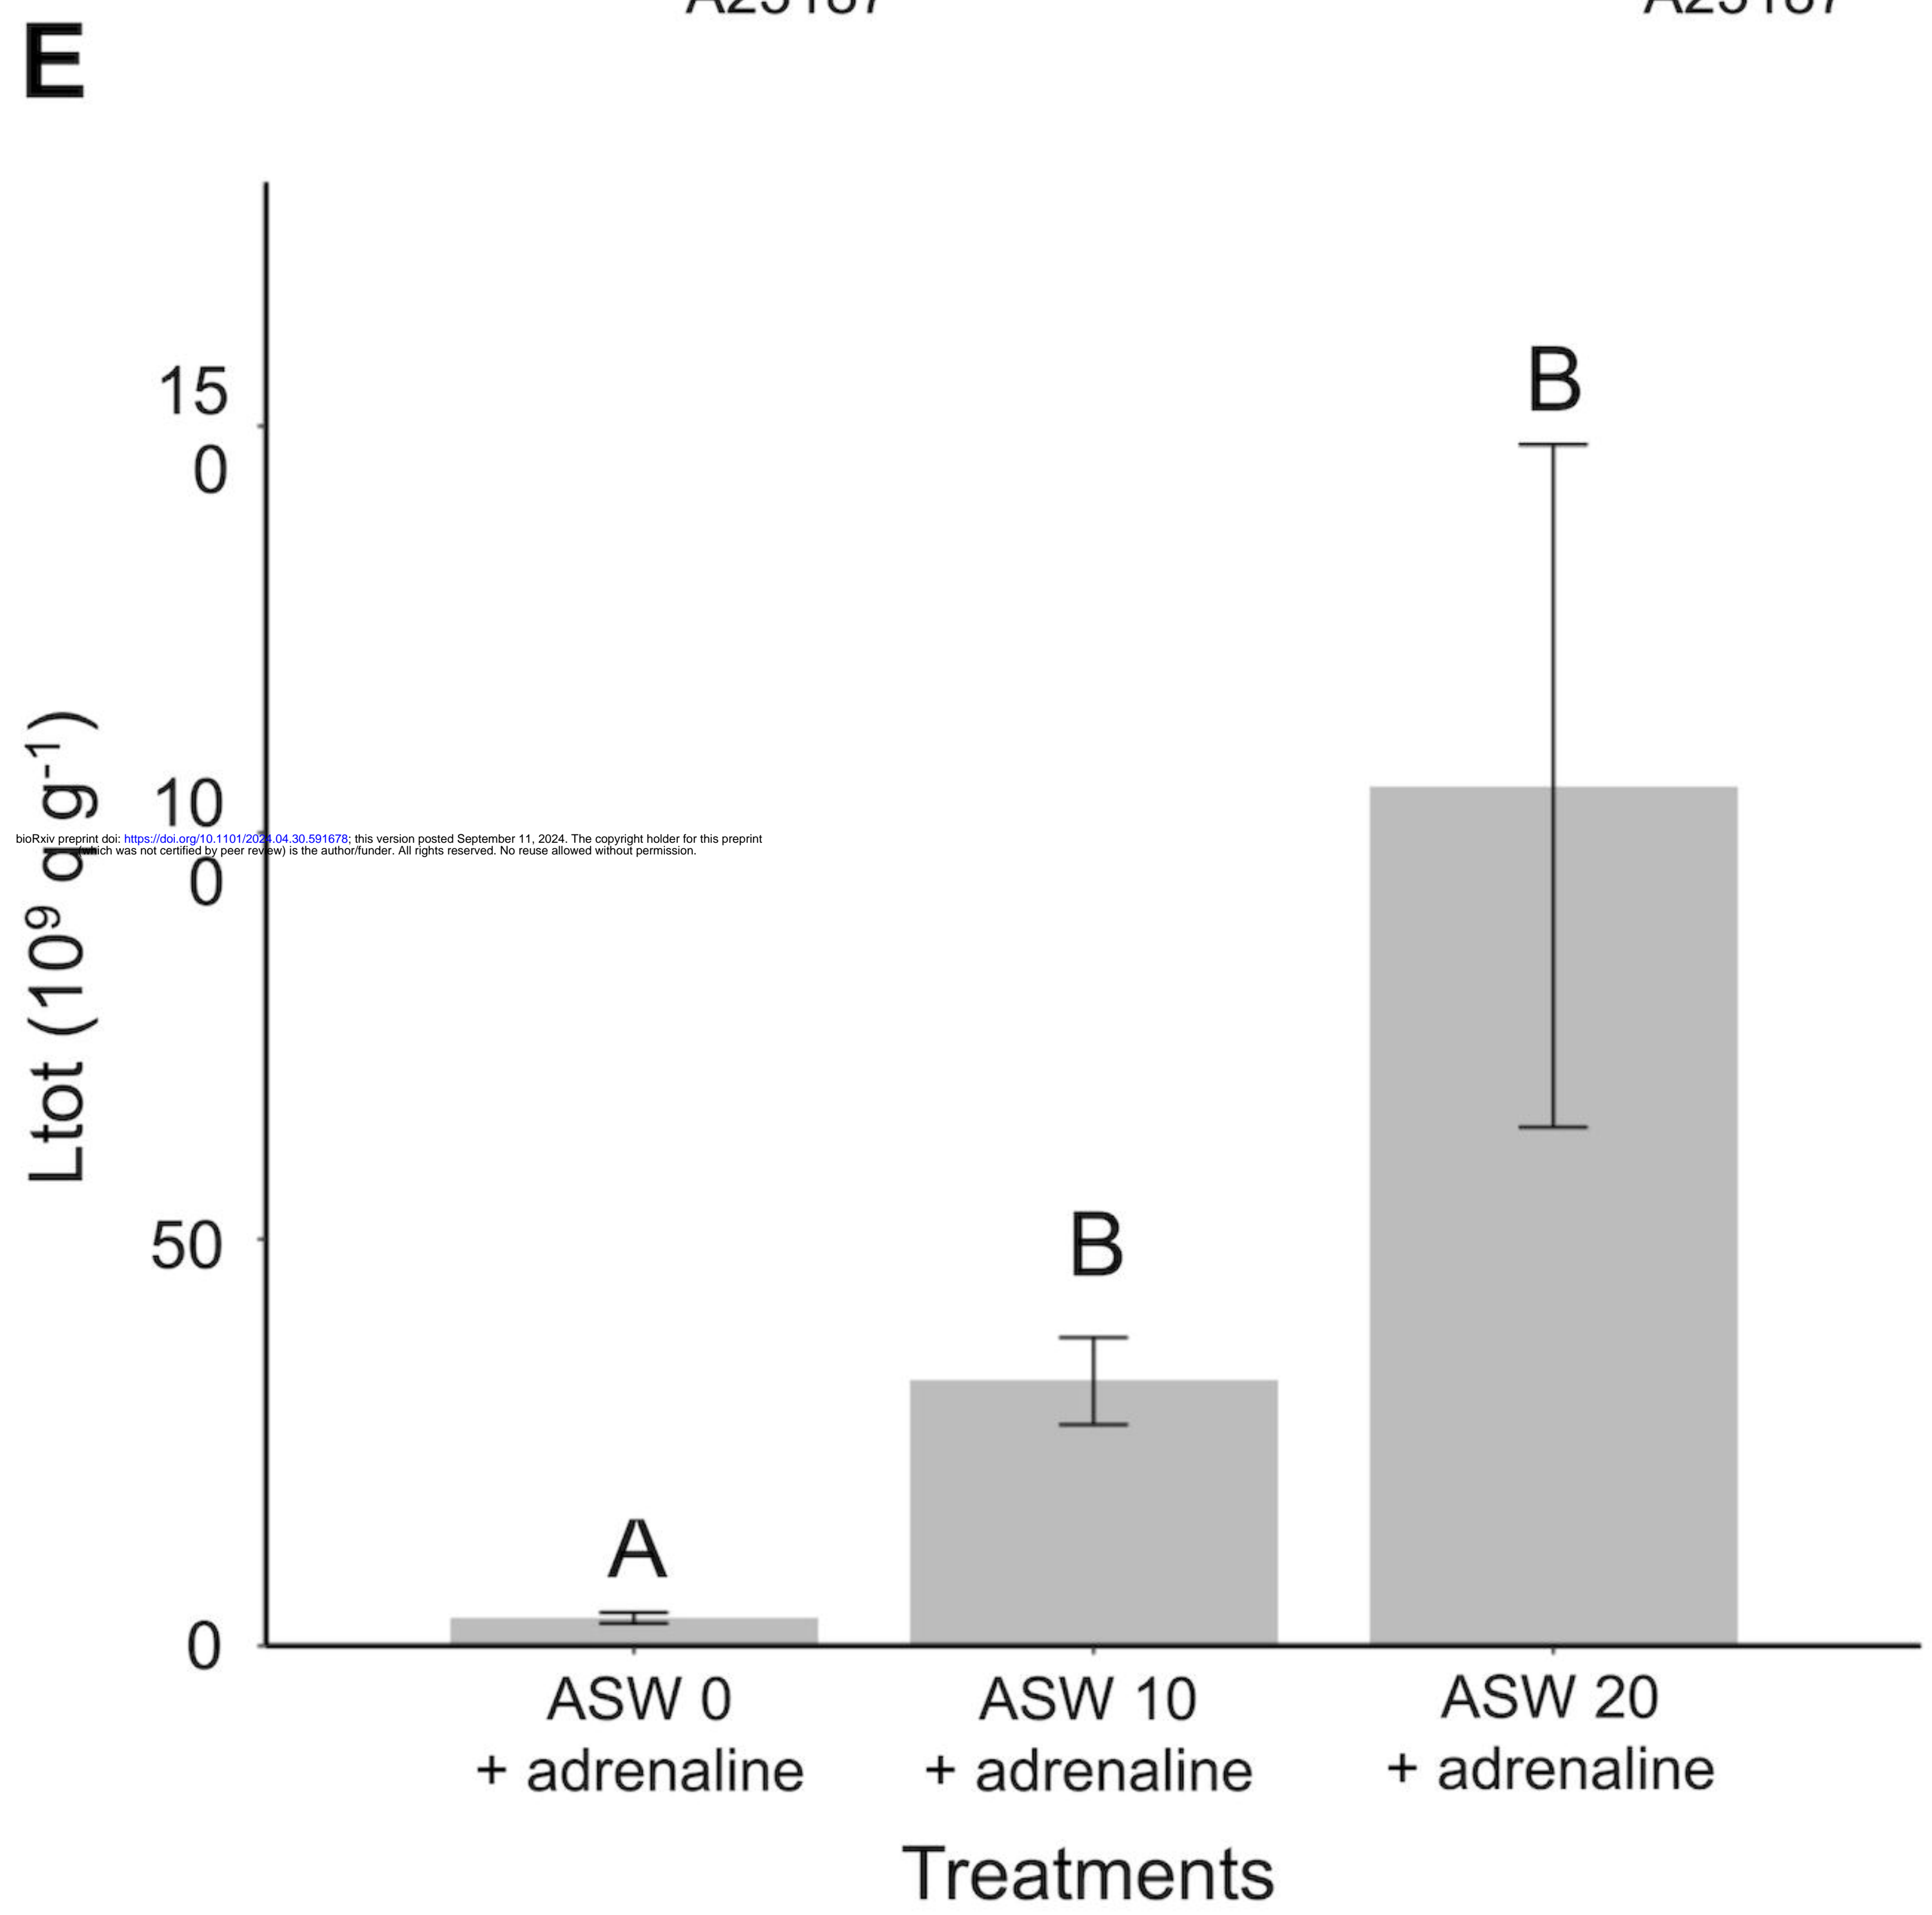 E
15
0
B
10
0
Ltot (10⁹ q g⁻¹)
bioRxiv preprint doi: https://doi.org/10.1101/2024.04.30.591678; this version posted September 11, 2024. The copyright holder for this preprint
(which was not certified by peer review) is the author/funder. All rights reserved. No reuse allowed without permission.
50
B
A
0
ASW 0
+ adrenaline
ASW 10
+ adrenaline
ASW 20
+ adrenaline
Treatments